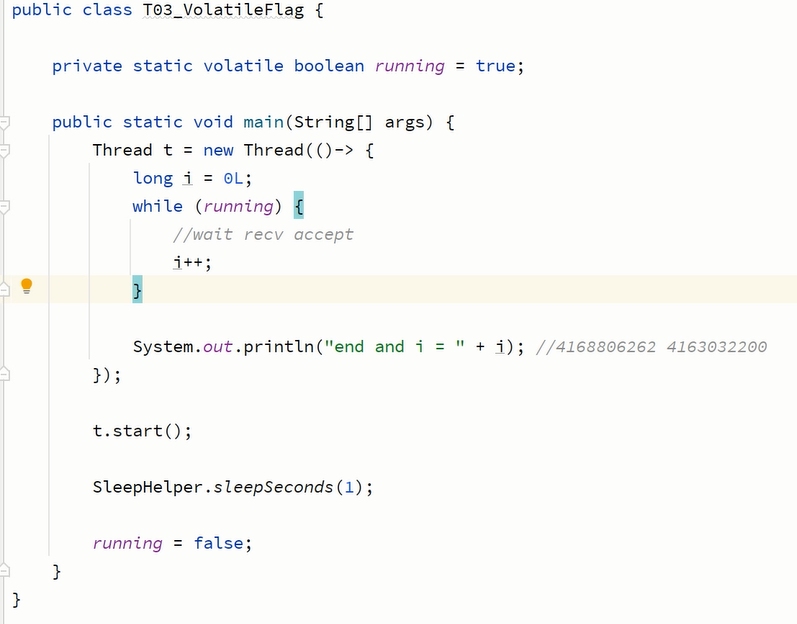 public class T03_VolatileFlag {
private static volatile boolean running = true;
public static void main(String[] args) {
Thread t = new Thread(()-> {
long i = 0L;
while (running) {
//wait recv accept
i++;
}
System.out.println("end and i = " + i); //4168806262 4163032200
});
t.start();
SleepHelper.sleepSeconds(1);
running = false;
}
}